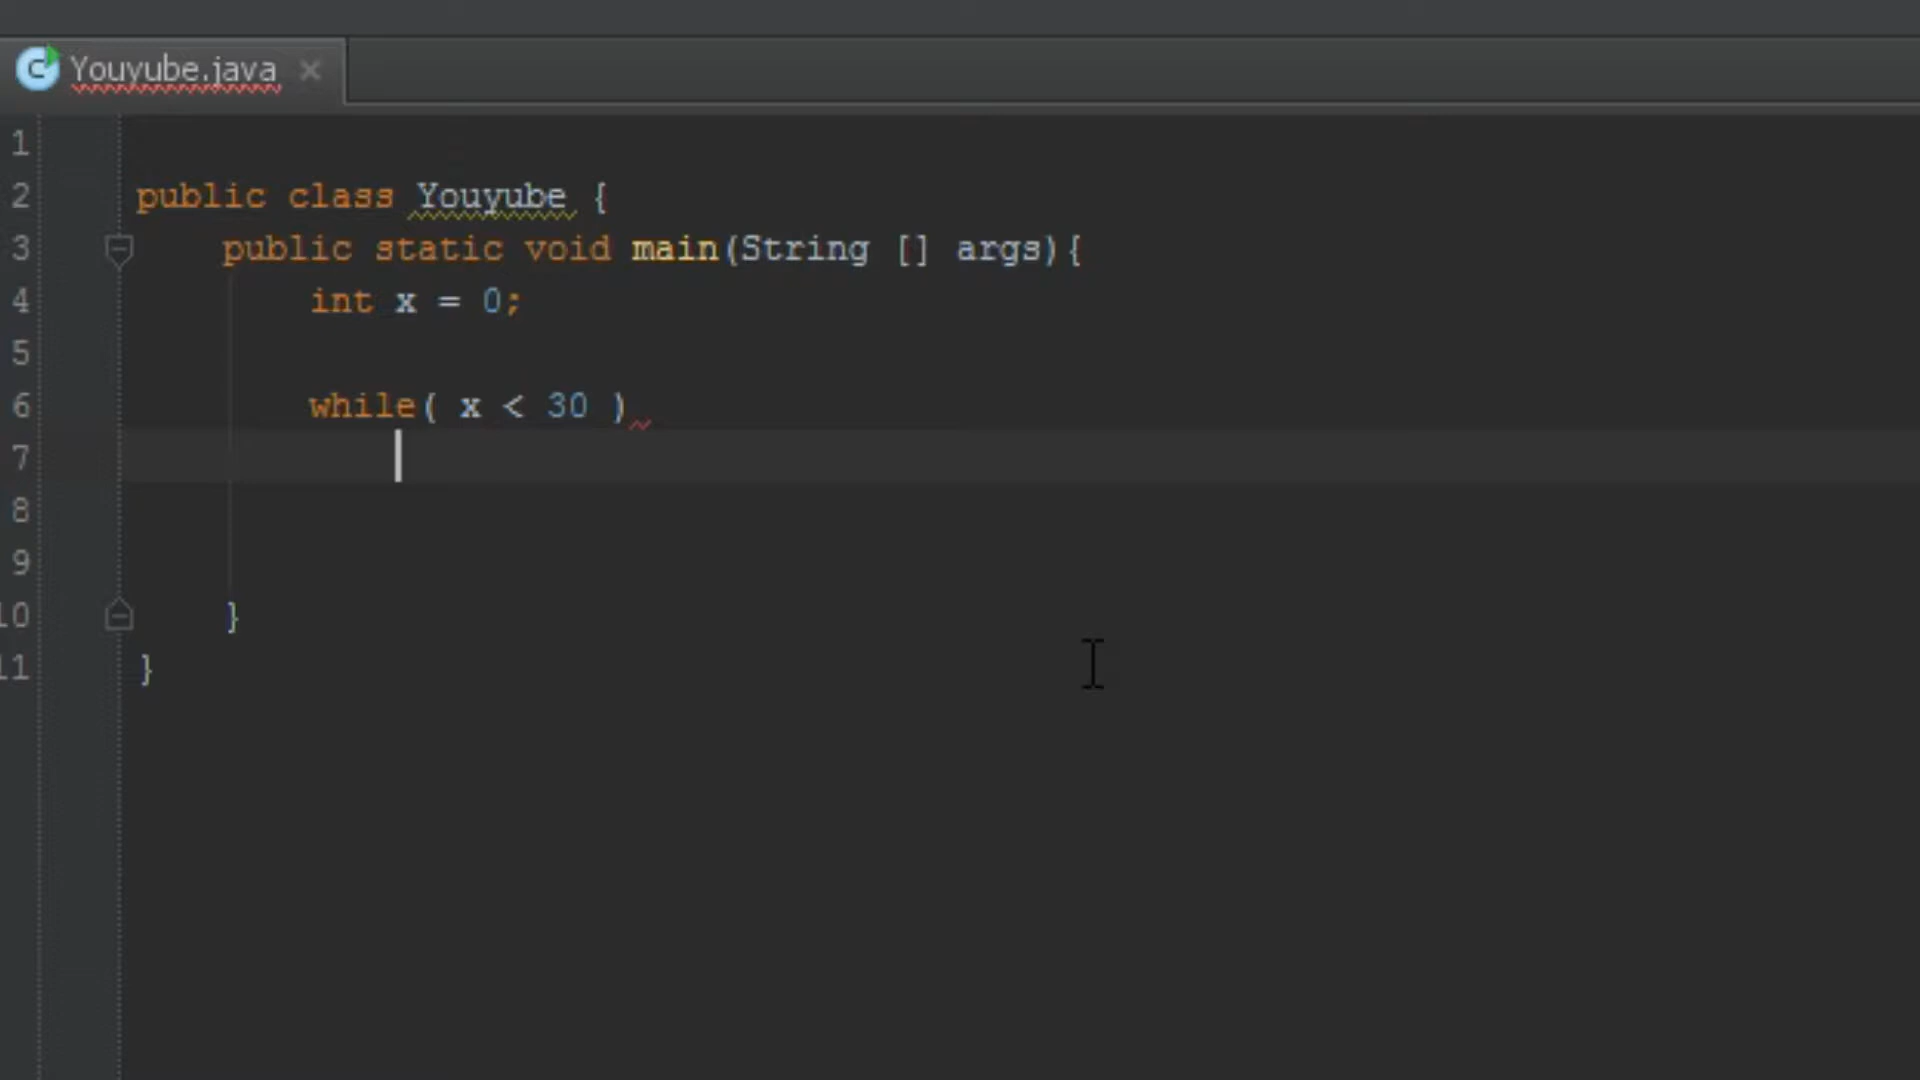 Youyube.java
1
2 public class Youyube {
3 public static void main(String [] args){
4 int x = 0;
5
6 while( x < 30 )
7
8
9
10 }
11 }